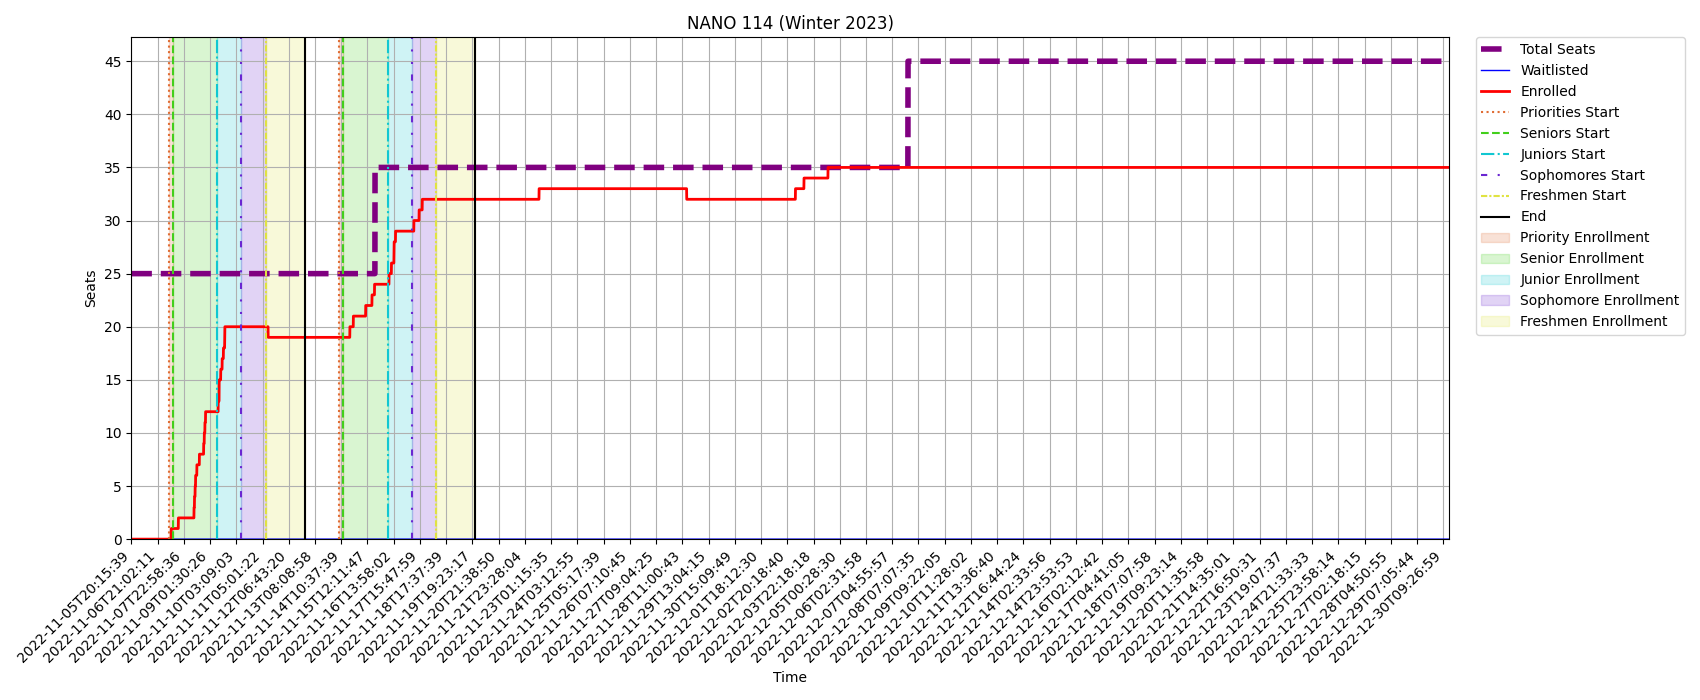 NANO 114 (Winter 2023)
Seats
45
40
35
30
25
20
15
10
5
0
2022-11-05T20:15:39
2022-11-06T21:02:11
2022-11-07T22:58:36
2022-11-09T01:30:26
2022-11-10T03:09:03
2022-11-11T05:01:22
2022-11-12T06:43:20
2022-11-13T08:08:58
2022-11-14T10:37:39
2022-11-15T12:11:47
2022-11-16T13:58:02
2022-11-17T15:47:59
2022-11-18T17:37:39
2022-11-19T19:23:17
2022-11-20T21:38:50
2022-11-21T23:28:04
2022-11-23T01:15:35
2022-11-24T03:12:55
2022-11-25T05:17:39
2022-11-26T07:10:45
2022-11-27T09:04:25
2022-11-28T11:00:43
2022-11-29T13:04:15
2022-11-30T15:09:49
2022-12-01T18:12:30
2022-12-02T20:18:40
2022-12-03T22:18:18
2022-12-05T00:28:30
2022-12-06T02:31:58
2022-12-07T04:55:57
2022-12-08T07:07:35
2022-12-09T09:22:05
2022-12-10T11:28:02
2022-12-11T13:36:40
2022-12-12T16:44:24
2022-12-14T02:33:56
2022-12-14T23:53:53
2022-12-16T02:12:42
2022-12-17T04:41:05
2022-12-18T07:07:58
2022-12-19T09:23:14
2022-12-20T11:35:58
2022-12-21T14:35:01
2022-12-22T16:50:31
2022-12-23T19:07:37
2022-12-24T21:33:33
2022-12-25T23:58:14
2022-12-27T02:18:15
2022-12-28T04:50:55
2022-12-29T07:05:44
2022-12-30T09:26:59
Time
Total Seats
Waitlisted
Enrolled
Priorities Start
Seniors Start
Juniors Start
Sophomores Start
Freshmen Start
End
Priority Enrollment
Senior Enrollment
Junior Enrollment
Sophomore Enrollment
Freshmen Enrollment